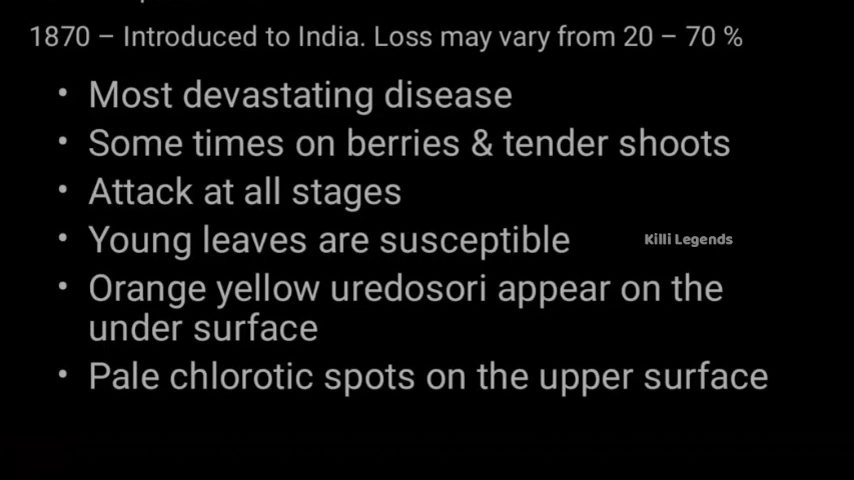 1870 – Introduced to India. Loss may vary from 20 – 70 %
• Most devastating disease
• Some times on berries & tender shoots
• Attack at all stages
• Young leaves are susceptible
Killi Legends
• Orange yellow uredosori appear on the
under surface
• Pale chlorotic spots on the upper surface